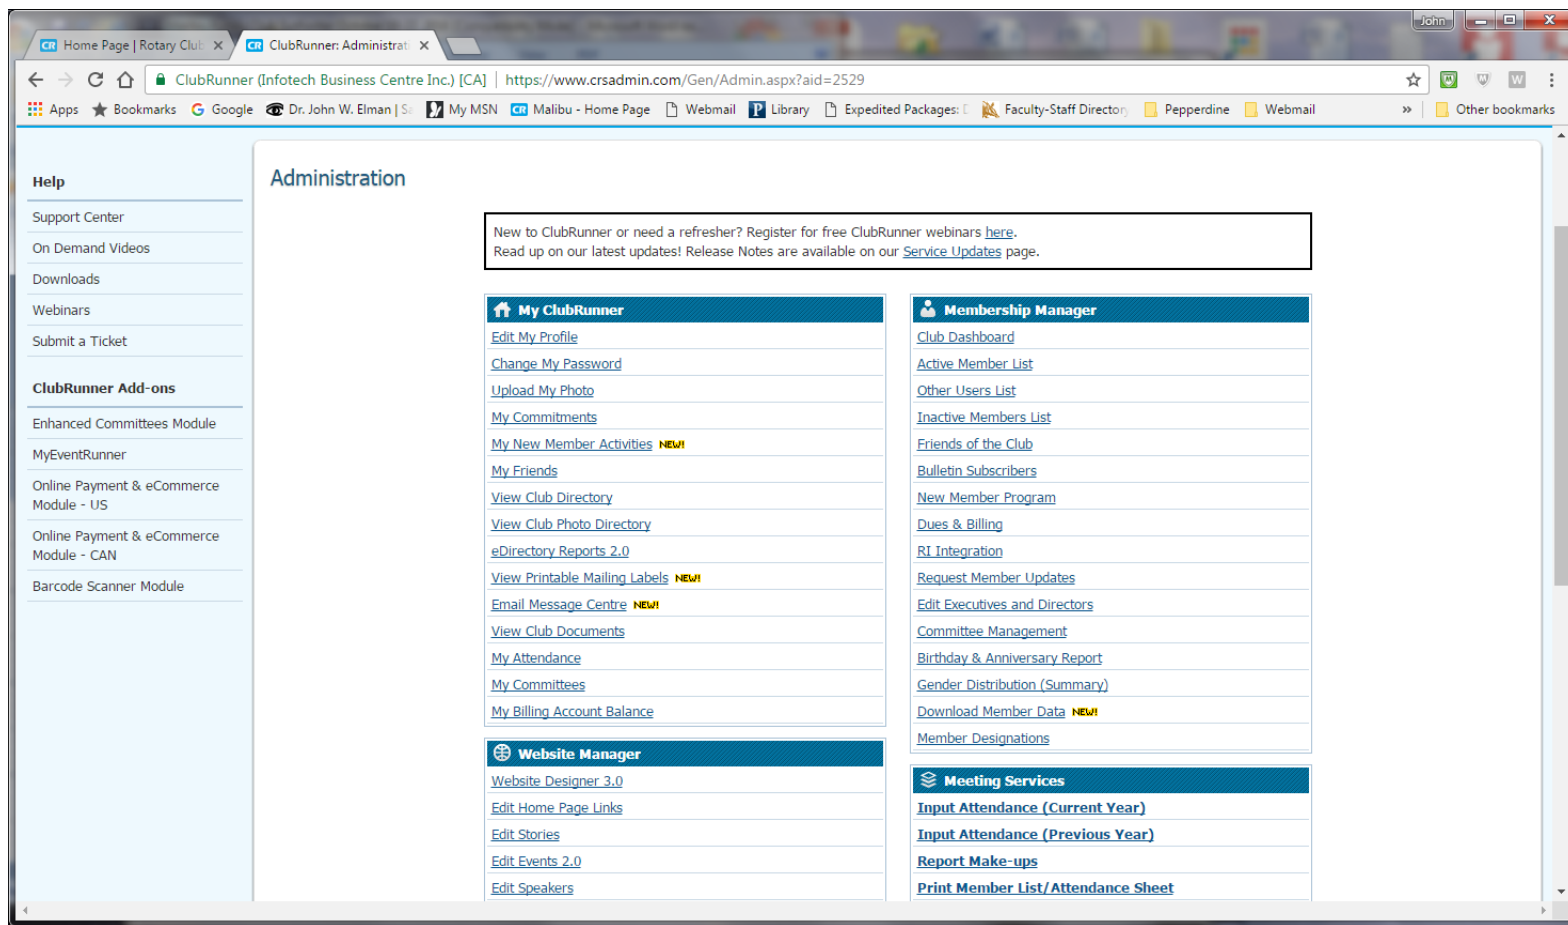 John
CR Home Page | Rotary Club
CR ClubRunner: Administrati
ClubRunner (Infotech Business Centre Inc.) [CA] | https://www.crsadmin.com/Gen/Admin.aspx?aid=2529
W
Apps Bookmarks Google Dr. John W. Elman | Sa My MSN CR Malibu - Home Page Webmail Library Expedited Packages: Faculty-Staff Directory Pepperdine Webmail » Other bookmarks
Help
Support Center
On Demand Videos
Downloads
Webinars
Submit a Ticket
ClubRunner Add-ons
Enhanced Committees Module
MyEventRunner
Online Payment & eCommerce
Module - US
Online Payment & eCommerce
Module - CAN
Barcode Scanner Module
Administration
New to ClubRunner or need a refresher? Register for free ClubRunner webinars here.
Read up on our latest updates! Release Notes are available on our Service Updates page.
My ClubRunner
Edit My Profile
Change My Password
Upload My Photo
My Commitments
My New Member Activities NEW!
My Friends
View Club Directory
View Club Photo Directory
eDirectory Reports 2.0
View Printable Mailing Labels NEW!
Email Message Centre NEW!
View Club Documents
My Attendance
My Committees
My Billing Account Balance
Website Manager
Website Designer 3.0
Edit Home Page Links
Edit Stories
Edit Events 2.0
Edit Speakers
Membership Manager
Club Dashboard
Active Member List
Other Users List
Inactive Members List
Friends of the Club
Bulletin Subscribers
New Member Program
Dues & Billing
RI Integration
Request Member Updates
Edit Executives and Directors
Committee Management
Birthday & Anniversary Report
Gender Distribution (Summary)
Download Member Data NEW!
Member Designations
Meeting Services
Input Attendance (Current Year)
Input Attendance (Previous Year)
Report Make-ups
Print Member List/Attendance Sheet